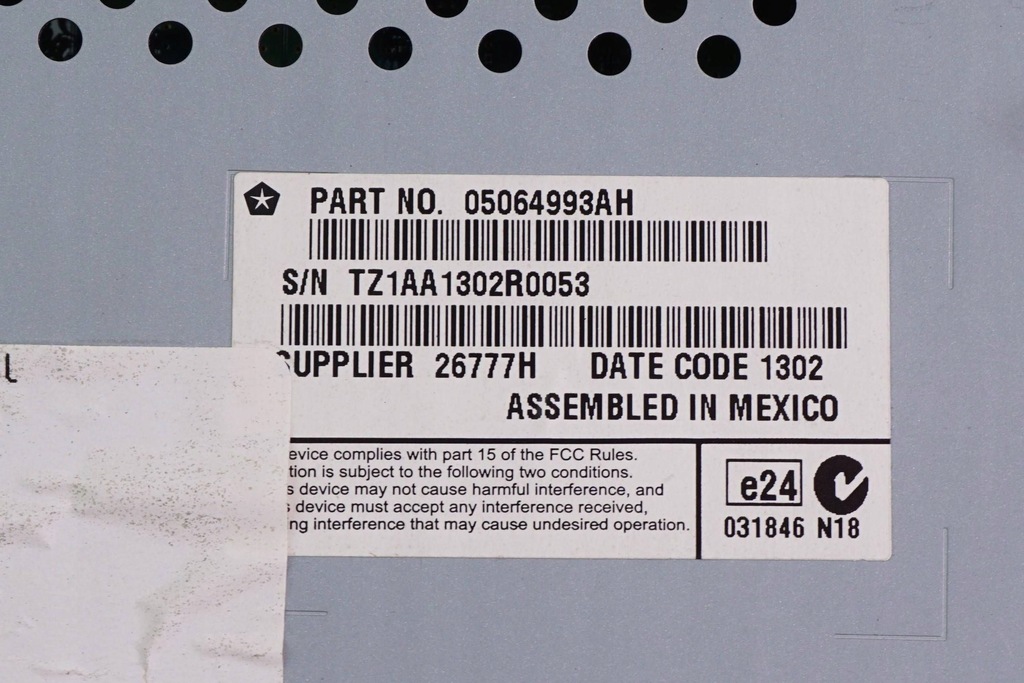 PART NO. 05064993AH
S/N TZ1AA1302R0053
SUPPLIER 26777H DATE CODE 1302
ASSEMBLED IN MEXICO
evice complies with part 15 of the FCC Rules.
tion is subject to the following two conditions.
s device may not cause harmful interference, and
s device must accept any interference received,
ng interference that may cause undesired operation.
e24
031846 N18